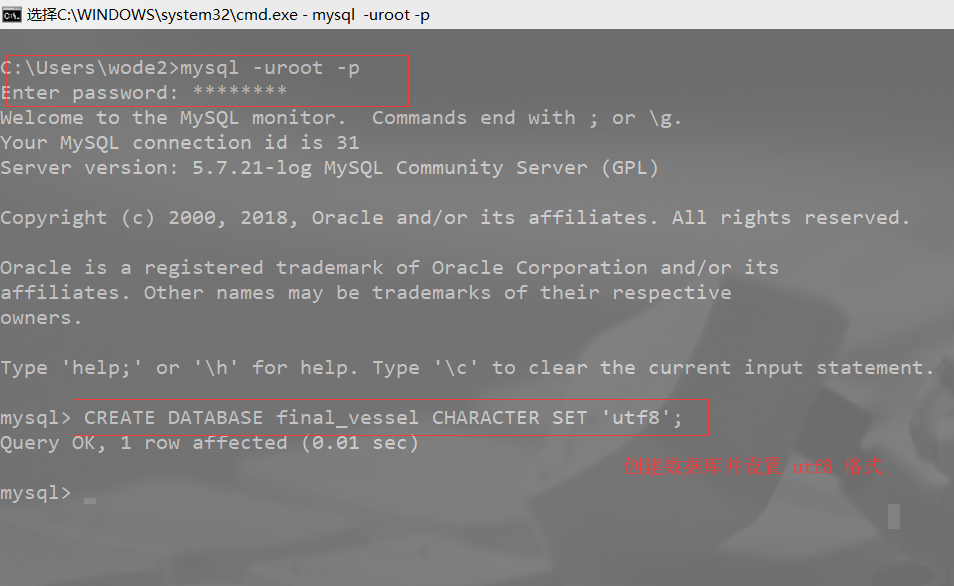 选择C:\WINDOWS\system32\cmd.exe - mysql  -uroot -p
C:\Users\wode2>mysql -uroot -p
Enter password: ********
Welcome to the MySQL monitor.  Commands end with ; or \g.
Your MySQL connection id is 31
Server version: 5.7.21-log MySQL Community Server (GPL)
Copyright (c) 2000, 2018, Oracle and/or its affiliates. All rights reserved.
Oracle is a registered trademark of Oracle Corporation and/or its
affiliates. Other names may be trademarks of their respective
owners.
Type 'help;' or '\h' for help. Type '\c' to clear the current input statement.
mysql> CREATE DATABASE final_vessel CHARACTER SET 'utf8';
Query OK, 1 row affected (0.01 sec)
创建数据库并设置 utf8 格式
mysql>